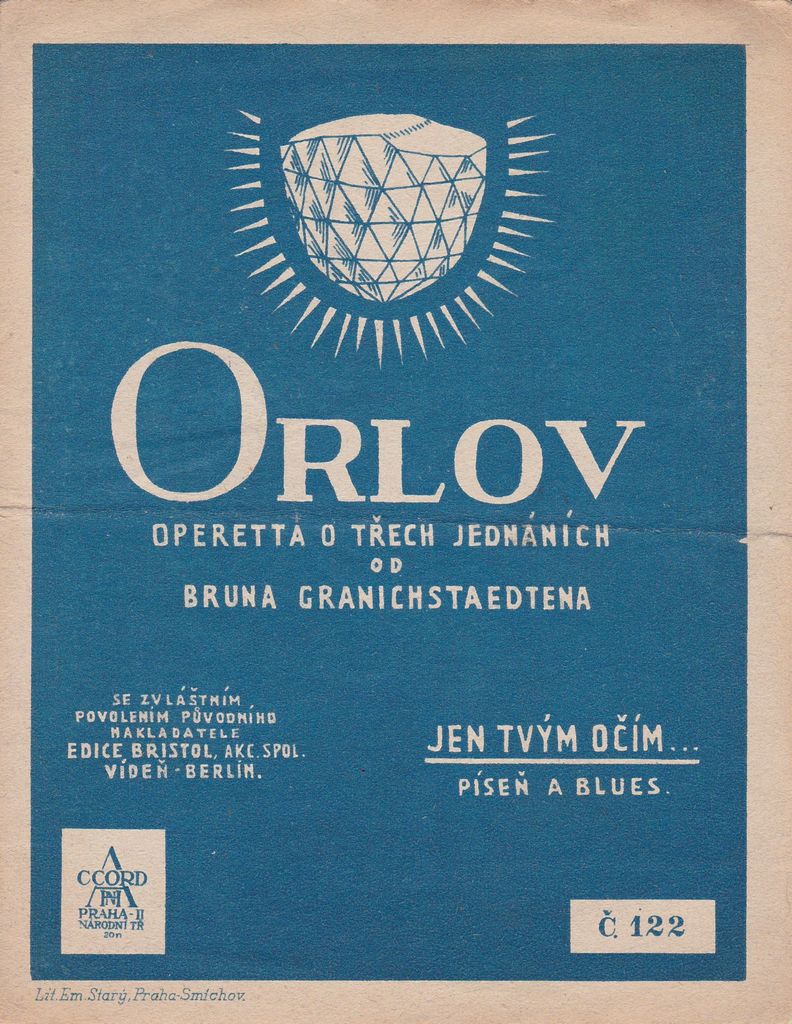 ORLOV
OPERETTA O TŘECH JEDNÁNÍCH
OD
BRUNA GRANICHSTAEDTENA
SE ZVLÁŠTNÍM
POVOLENÍM PŮVODNÍHO
NAKLADATELE
EDICE BRISTOL, AKC. SPOL.
VÍDEŇ-BERLÍN.
JEN TVÝM OČÍM...
PÍSEŇ A BLUES.
ACCORD
PRAHA-II
NÁRODNÍ TŘ
20n
Č. 122
Lit. Em. Starý, Praha-Smíchov.